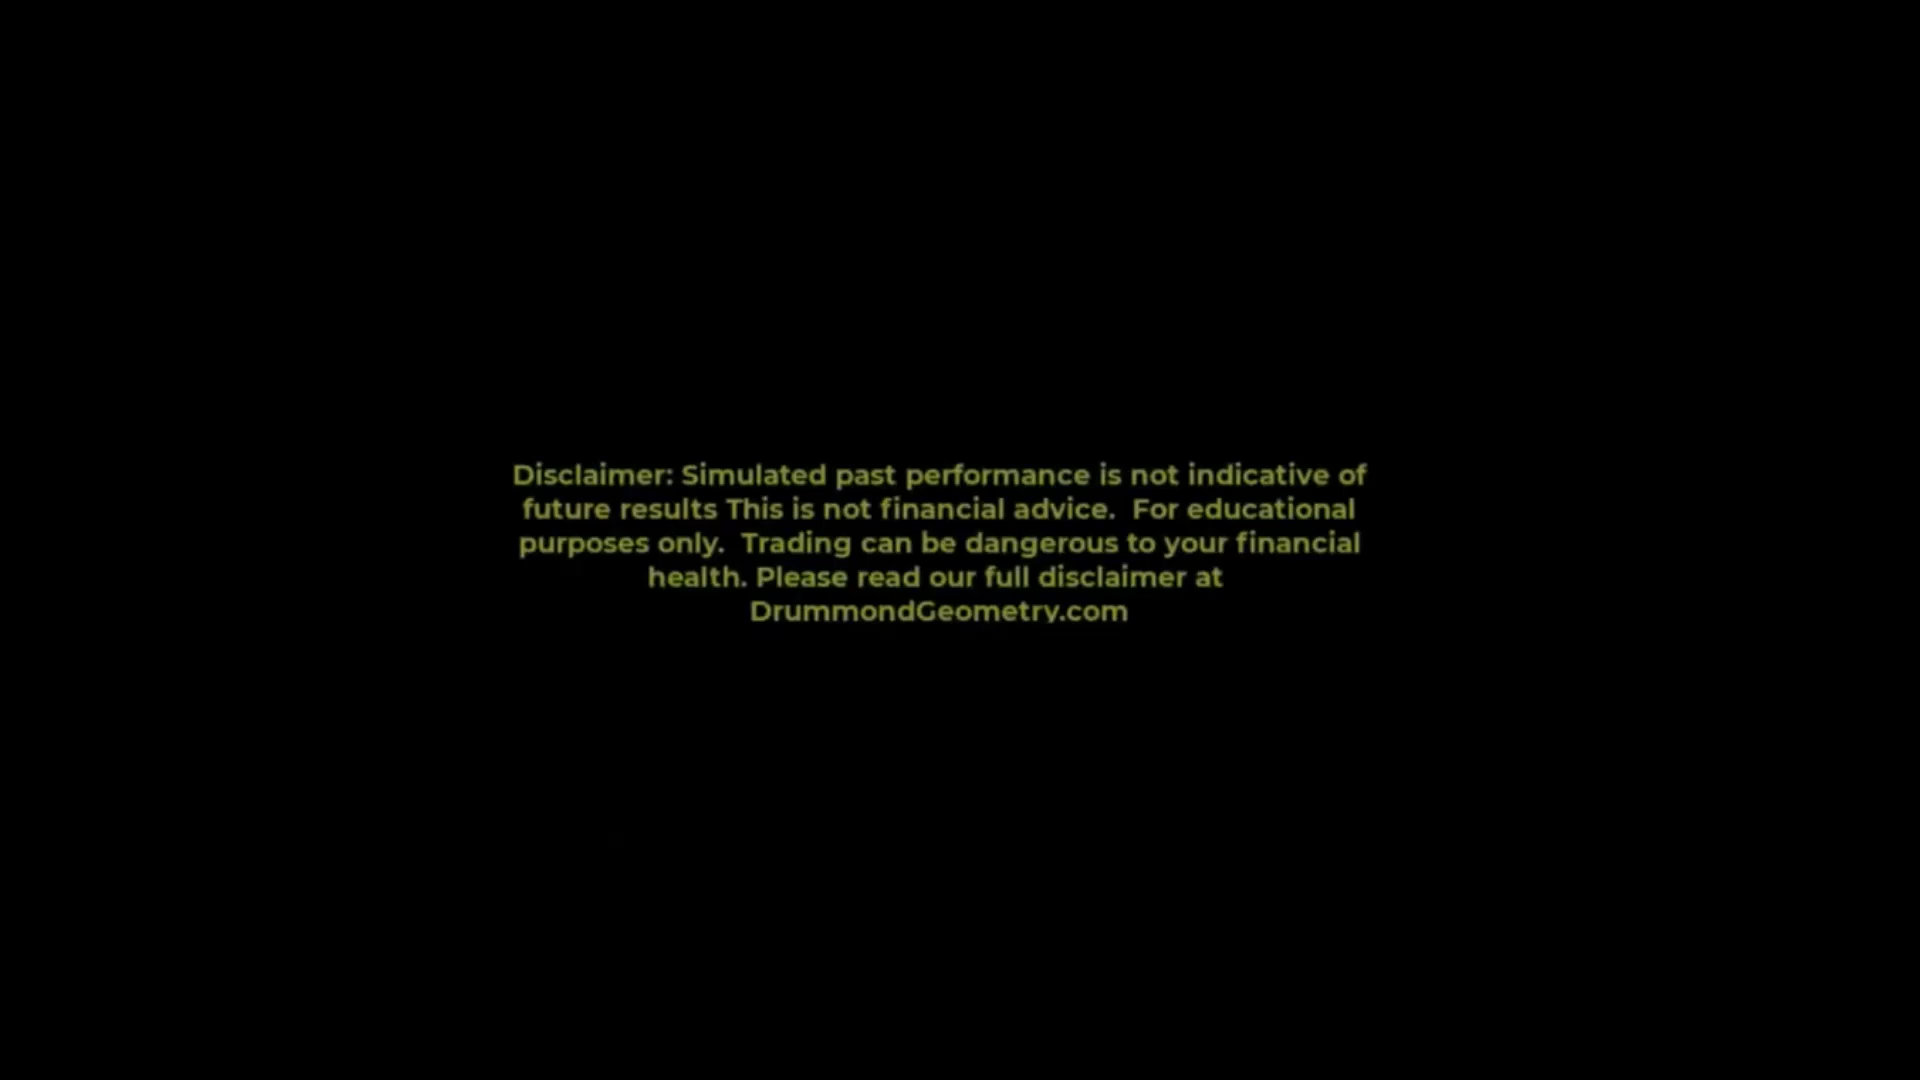 Disclaimer: Simulated past performance is not indicative of
future results This is not financial advice.  For educational
purposes only.  Trading can be dangerous to your financial
health. Please read our full disclaimer at
DrummondGeometry.com